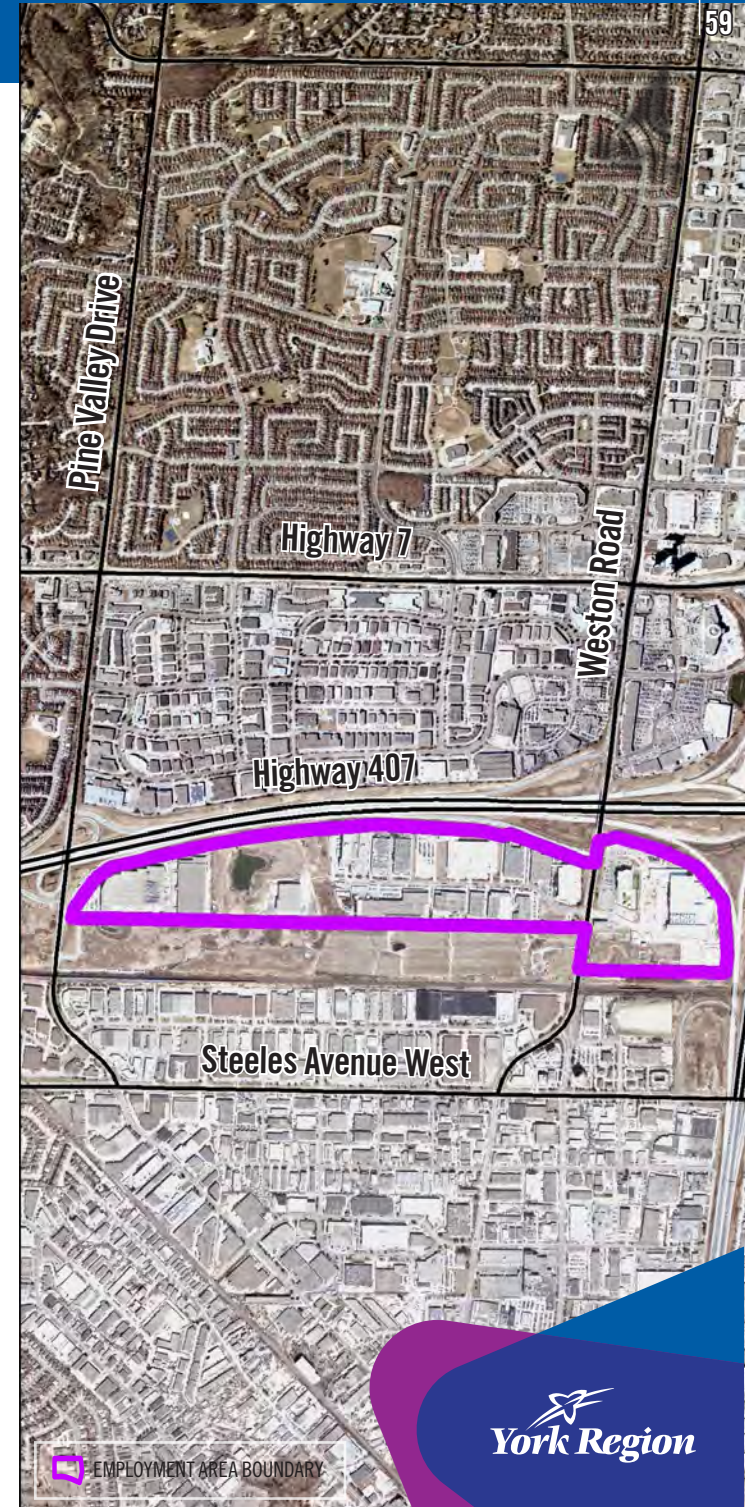 59
Pine Valley Drive
Highway 7
Weston Road
Highway 407
Steeles Avenue West
York Region
EMPLOYMENT AREA BOUNDARY